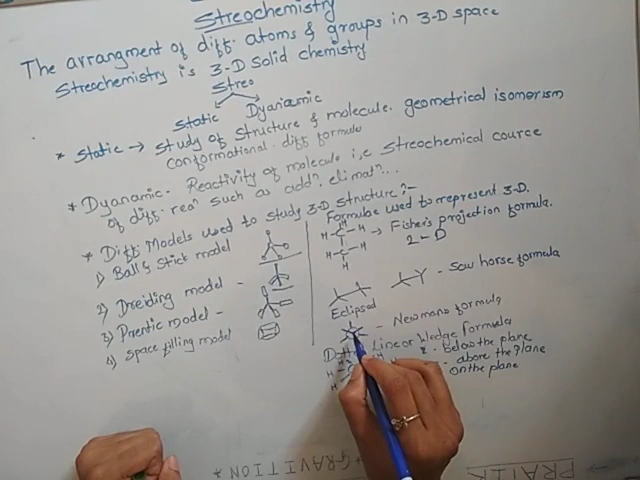 Streochemistry
The arrangment of diff. atoms & groups in 3-D space
Streochemistry is 3-D Solid chemistry
Streo
Static Dyanamic
* Static → Study of structure & molecule. geometrical isomerism
conformational. diff formula
* Dyanamic. Reactivity of molecule i,e streochemical cource
of diff. rean such as addn. elimatn...
* Diff Models used to study 3-D structure:-
1) Ball & Stick model
2) Dreiding model -
3) Prentic model -
4) Space filling model
Formulae used to represent 3-D.
H-C-H → Fisher's projection formula.
H-C-H 2-D
H
- Saw horse formula
Eclipsed
- Newmans formula
Line or Wedge formula
- below the plane
- above the plane
on the plane
GRAVITION *
PRATIK